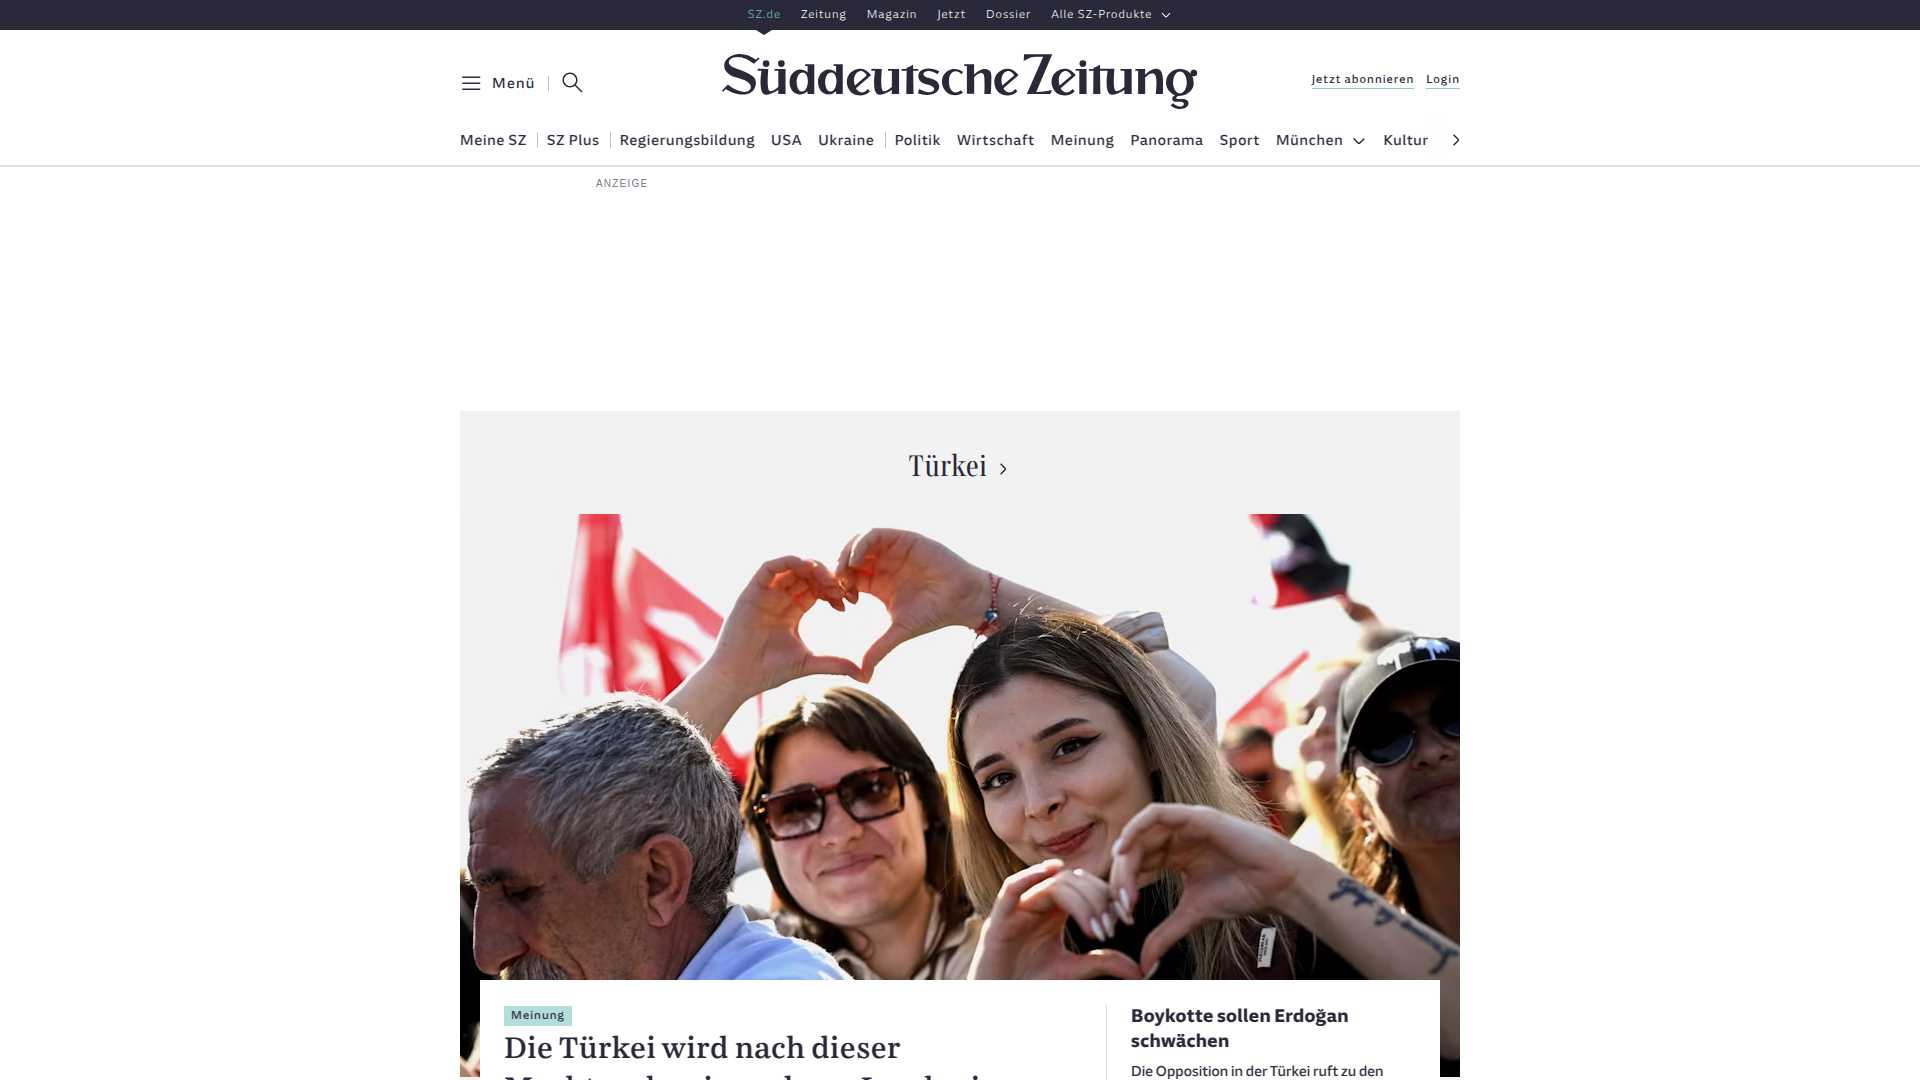 SZ.de Zeitung Magazin Jetzt Dossier Alle SZ-Produkte
Menü
Süddeutsche Zeitung
Jetzt abonnieren Login
Meine SZ SZ Plus Regierungsbildung USA Ukraine Politik Wirtschaft Meinung Panorama Sport München Kultur
ANZEIGE
Türkei
Meinung
Die Türkei wird nach dieser
Boykotte sollen Erdoğan
schwächen
Die Opposition in der Türkei ruft zu den